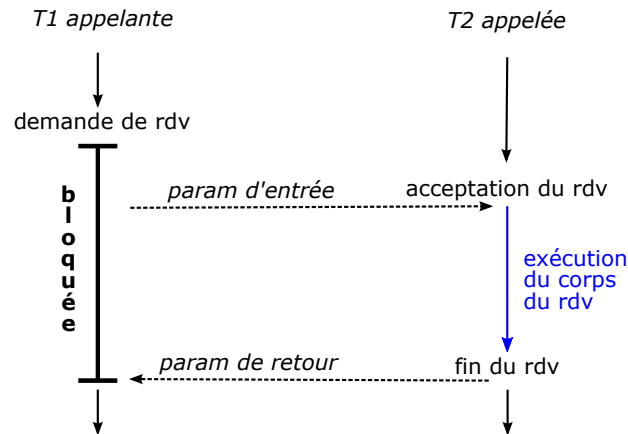 T1 appelante
T2 appelée
demande de rdv
bloquée
param d'entrée
acceptation du rdv
exécution
du corps
du rdv
param de retour
fin du rdv